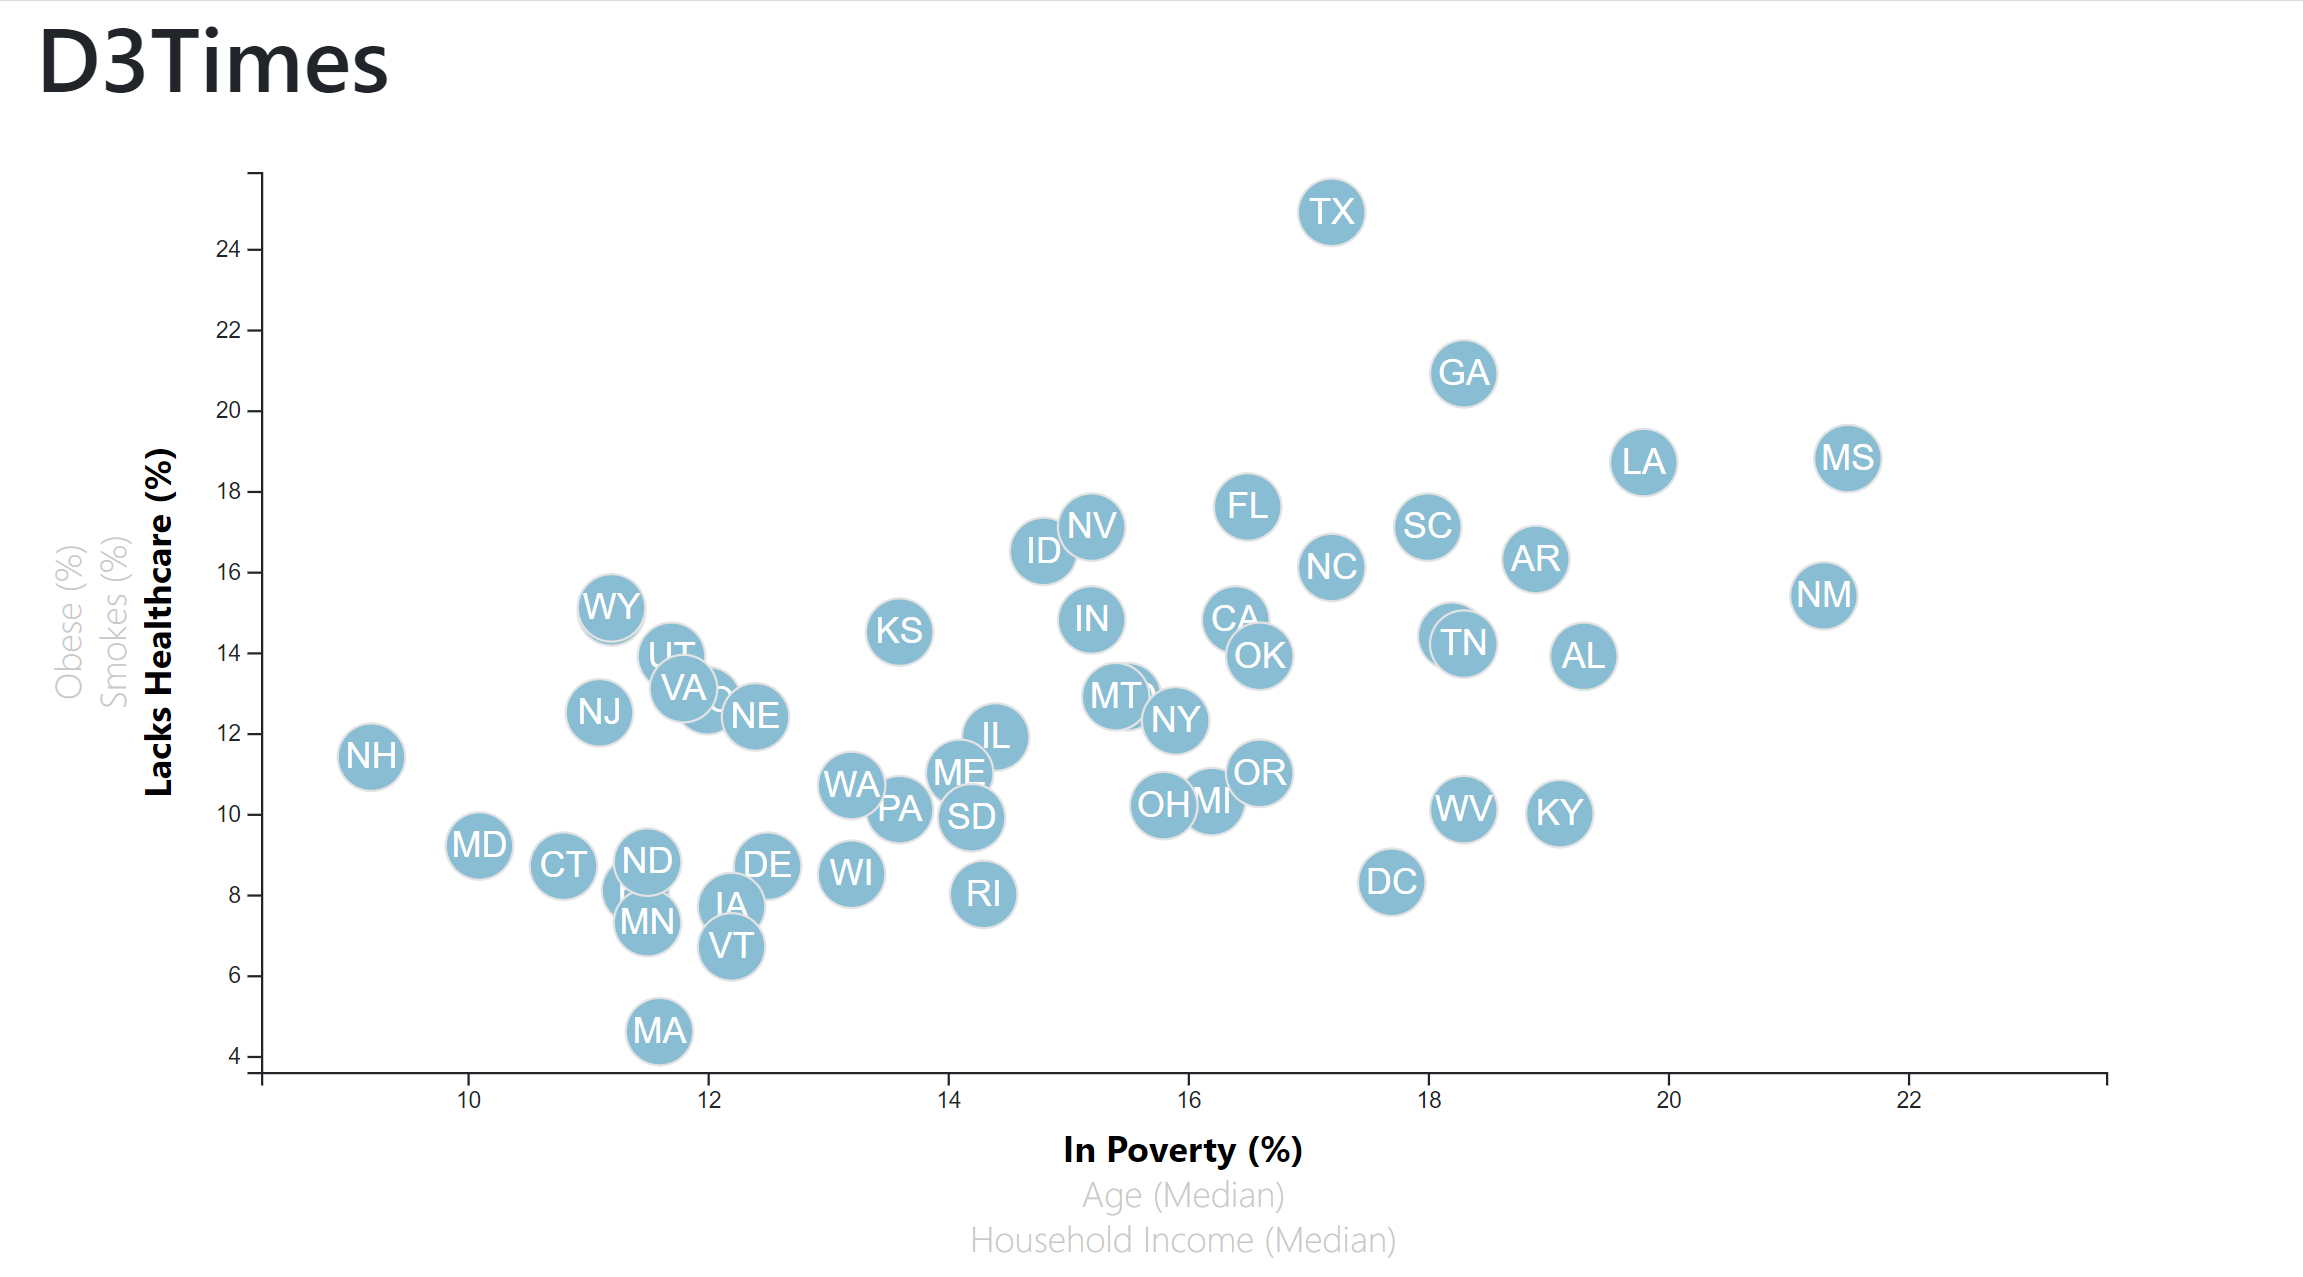 D3Times
Obese (%)
Smokes (%)
Lacks Healthcare (%)
24
22
20
18
16
14
12
10
8
6
4
TX
GA
LA
MS
FL
NV
SC
ID
AR
NC
NM
WY
IN
CA
KS
TN
UT
OK
AL
VA
MT
NJ
NE
NY
IL
NH
ME
OR
WA
OH
MI
PA
SD
WV
KY
MD
ND
CT
DE
WI
DC
RI
IA
MN
VT
MA
10
12
14
16
18
20
22
In Poverty (%)
Age (Median)
Household Income (Median)